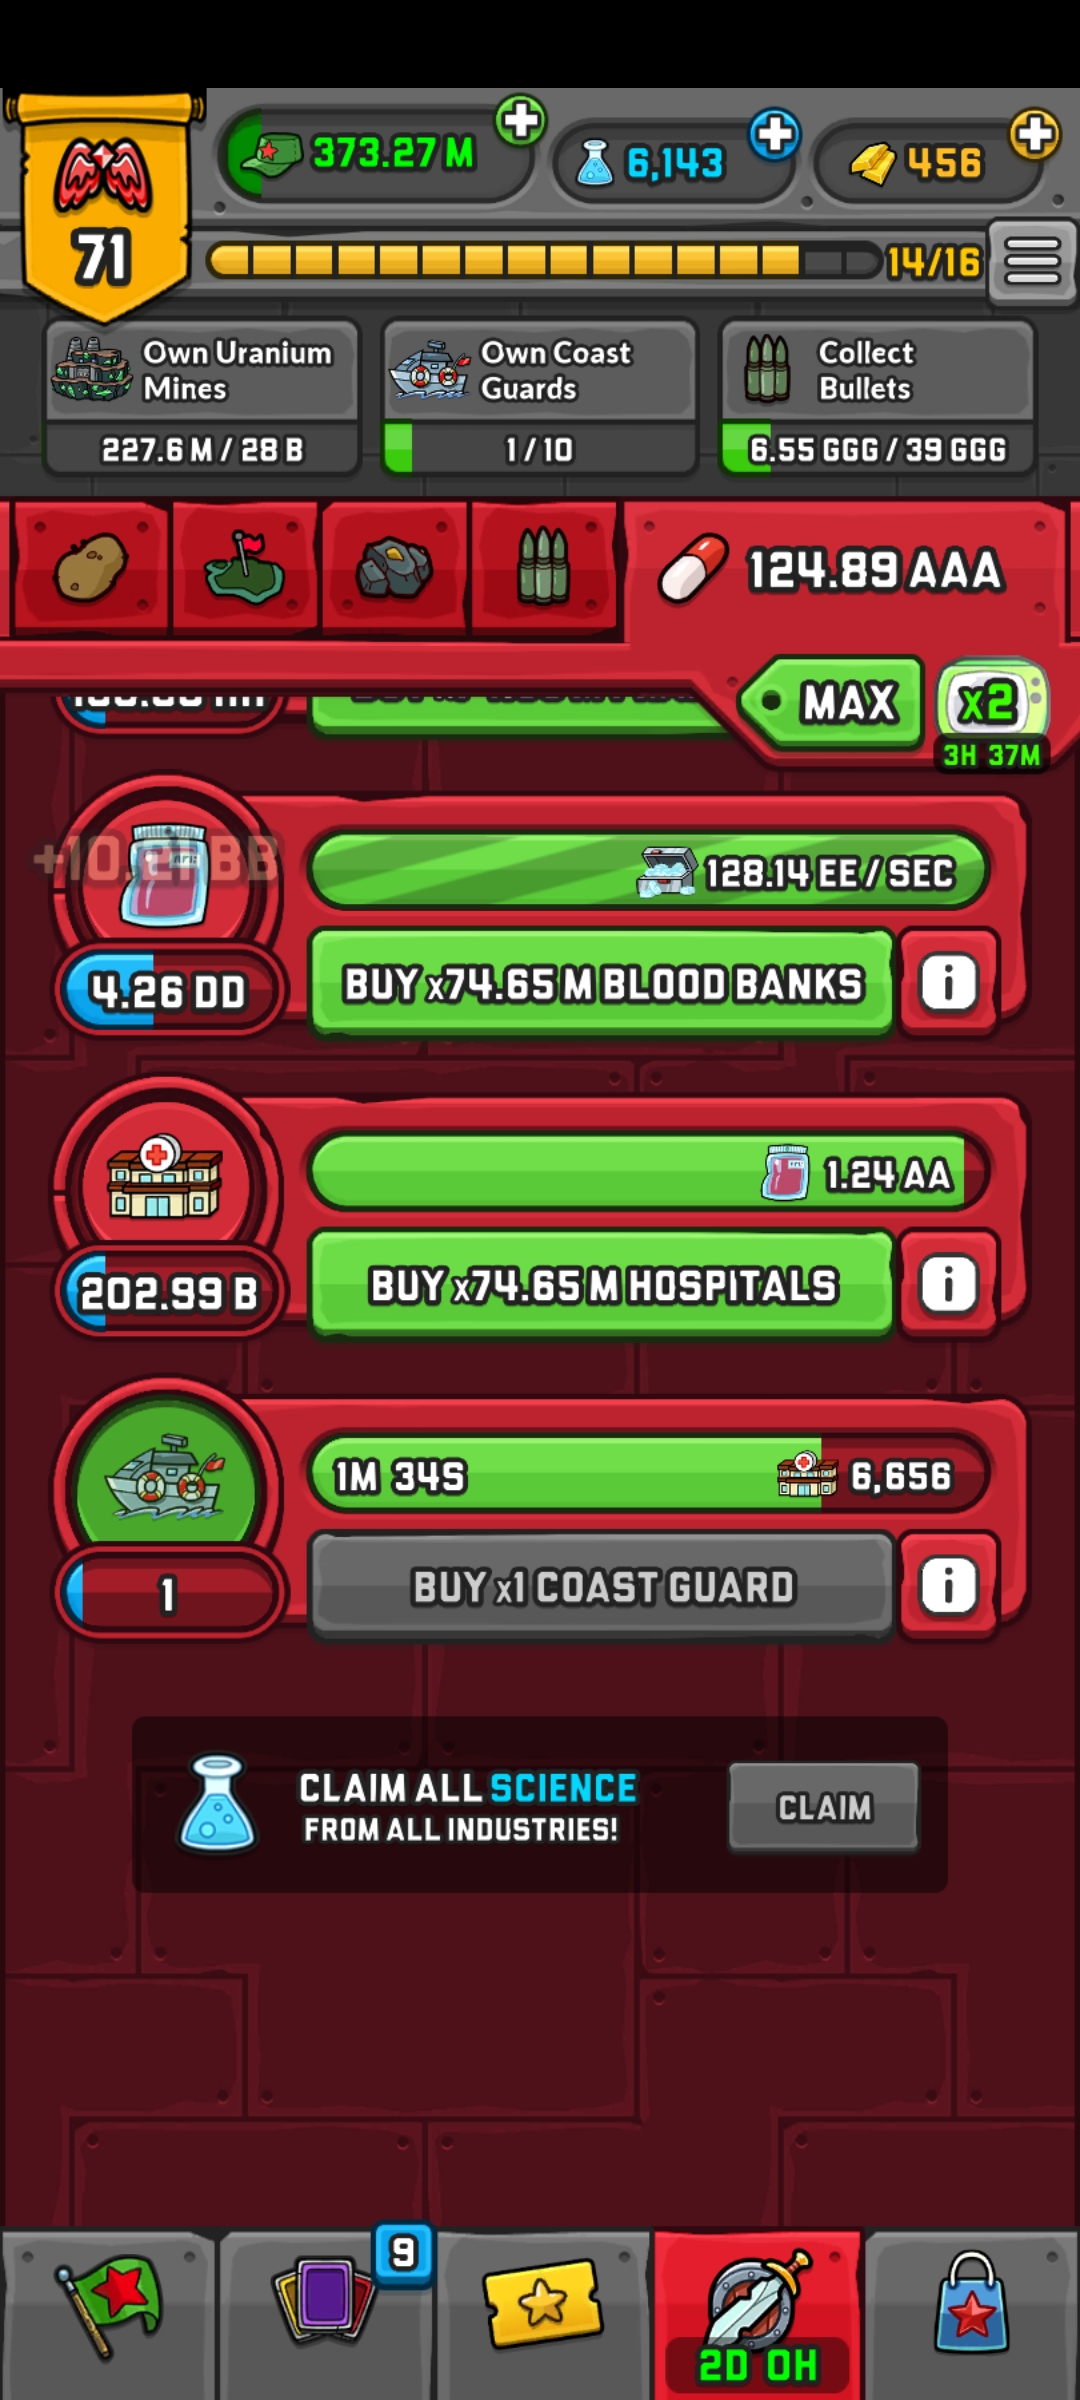 373.27 M
6,143
456
71
14/16
Own Uranium
Mines
227.6 M / 28 B
Own Coast
Guards
1 / 10
Collect
Bullets
6.55 GGG / 39 GGG
124.89 AAA
MAX
x2
3H 37M
128.14 EE / SEC
4.26 DD
BUY x74.65 M BLOOD BANKS
i
1.24 AA
202.99 B
BUY x74.65 M HOSPITALS
i
1M 34S
6,656
1
BUY x1 COAST GUARD
i
CLAIM ALL SCIENCE
FROM ALL INDUSTRIES!
CLAIM
9
2D 0H